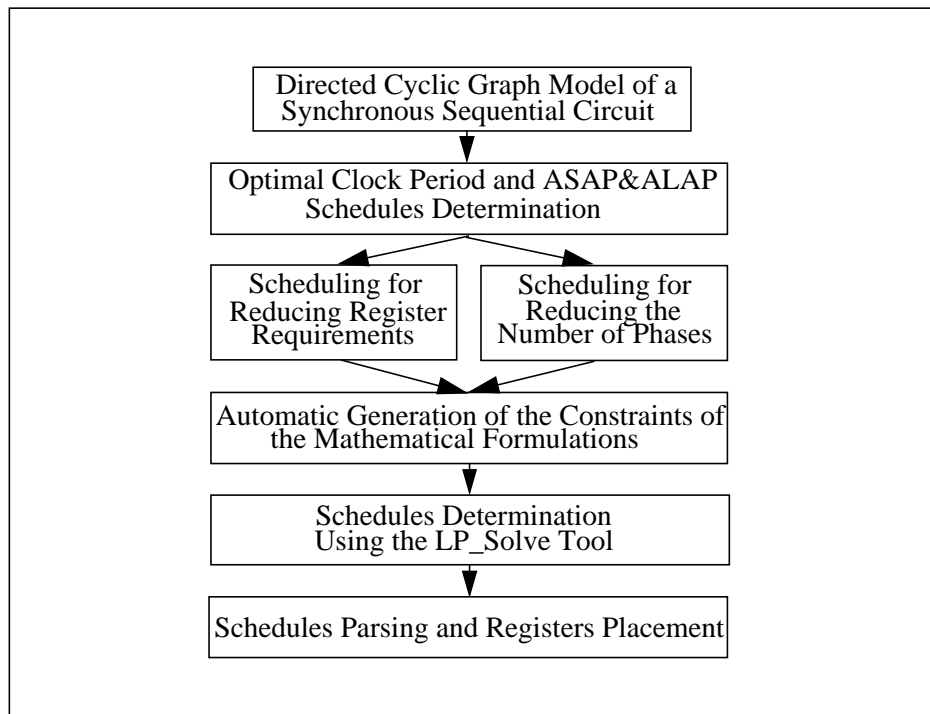 Directed Cyclic Graph Model of a
Synchronous Sequential Circuit
Optimal Clock Period and ASAP&ALAP
Schedules Determination
Scheduling for
Reducing Register
Requirements
Scheduling for
Reducing the
Number of Phases
Automatic Generation of the Constraints of
the Mathematical Formulations
Schedules Determination
Using the LP_Solve Tool
Schedules Parsing and Registers Placement